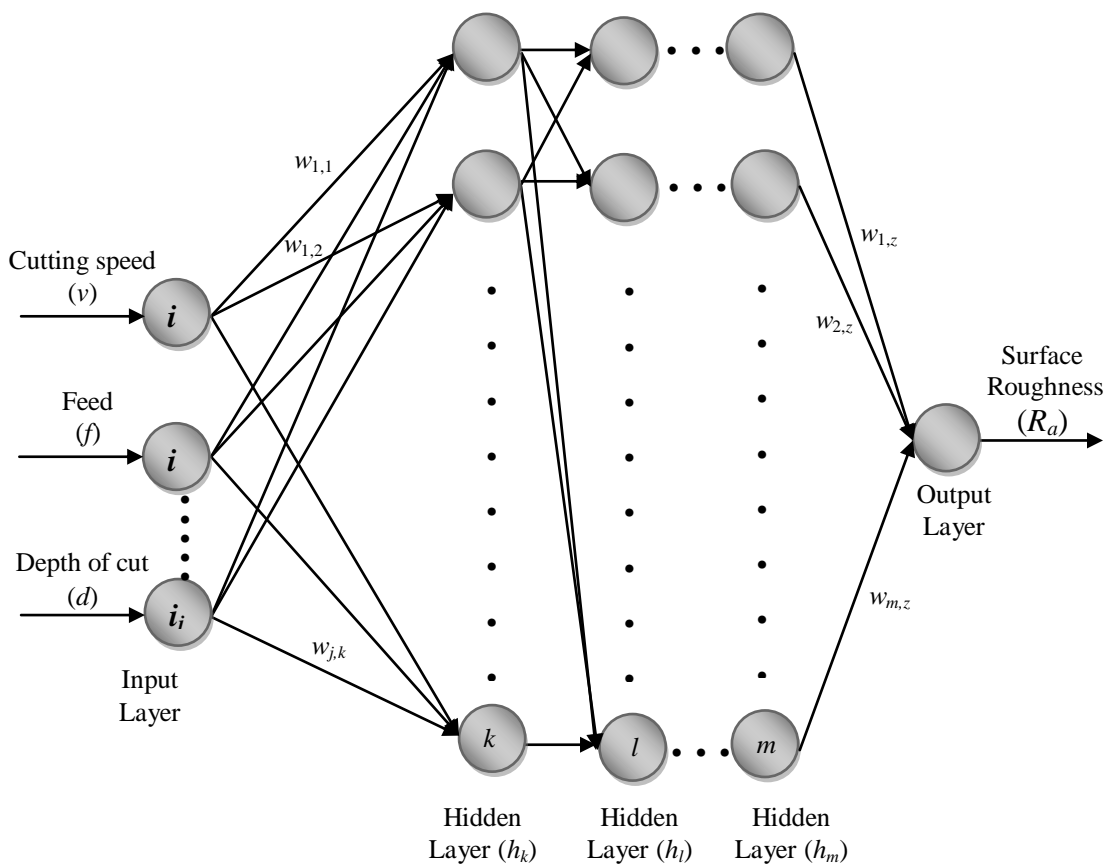 w1,1
w1,2
Cutting speed
(v)
i
Feed
(f)
i
Depth of cut
(d)
ij
Input
Layer
wj,k
k
l
m
Hidden
Layer (hk)
Hidden
Layer (hl)
Hidden
Layer (hm)
w1,z
w2,z
wm,z
Surface
Roughness
(Ra)
Output
Layer